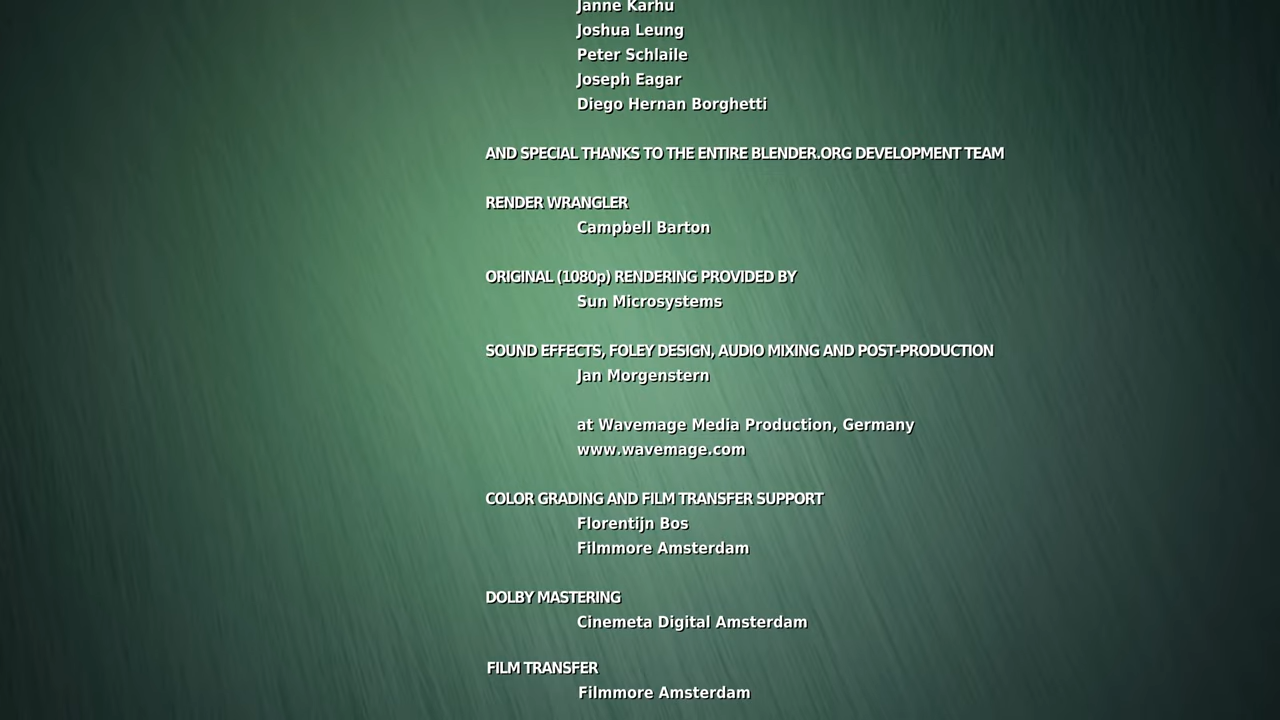 Janne Karhu
Joshua Leung
Peter Schlaile
Joseph Eagar
Diego Hernan Borghetti
AND SPECIAL THANKS TO THE ENTIRE BLENDER.ORG DEVELOPMENT TEAM
RENDER WRANGLER
Campbell Barton
ORIGINAL (1080p) RENDERING PROVIDED BY
Sun Microsystems
SOUND EFFECTS, FOLEY DESIGN, AUDIO MIXING AND POST-PRODUCTION
Jan Morgenstern
at Wavemage Media Production, Germany
www.wavemage.com
COLOR GRADING AND FILM TRANSFER SUPPORT
Florentijn Bos
Filmmore Amsterdam
DOLBY MASTERING
Cinemeta Digital Amsterdam
FILM TRANSFER
Filmmore Amsterdam